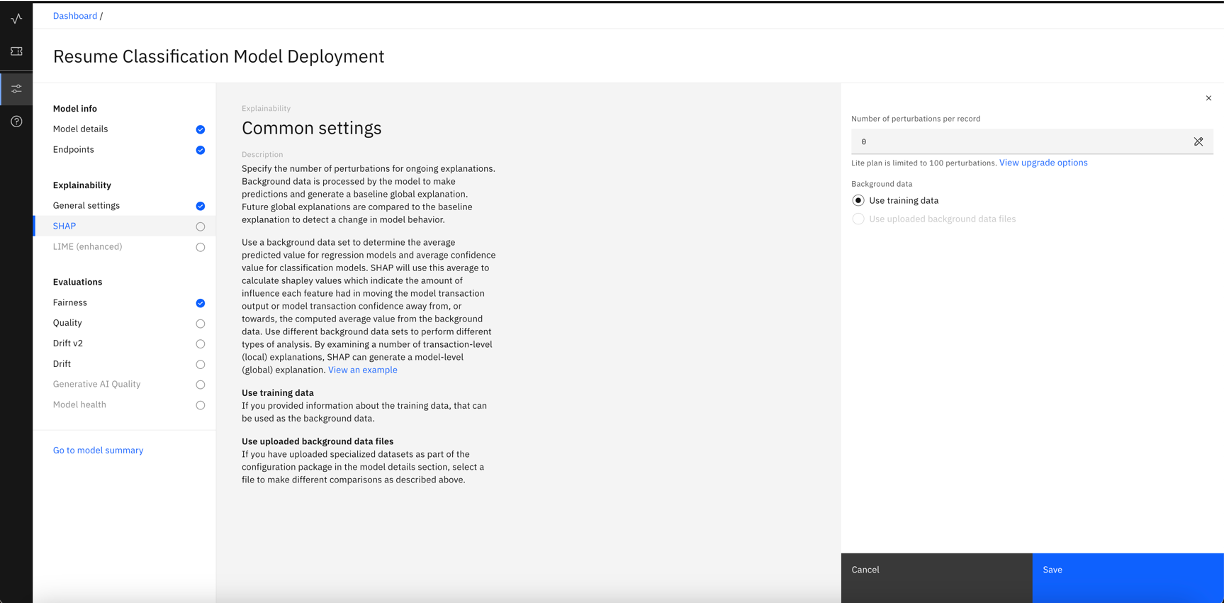 Dashboard /
Resume Classification Model Deployment
Model info
Model details
Endpoints
Explainability
General settings
SHAP
LIME (enhanced)
Evaluations
Fairness
Quality
Drift v2
Drift
Generative AI Quality
Model health
Go to model summary
Explainability
Common settings
Description
Specify the number of perturbations for ongoing explanations.
Background data is processed by the model to make
predictions and generate a baseline global explanation.
Future global explanations are compared to the baseline
explanation to detect a change in model behavior.
Use a background data set to determine the average
predicted value for regression models and average confidence
value for classification models. SHAP will use this average to
calculate shapley values which indicate the amount of
influence each feature had in moving the model transaction
output or model transaction confidence away from, or
towards, the computed average value from the background
data. Use different background data sets to perform different
types of analysis. By examining a number of transaction-level
(local) explanations, SHAP can generate a model-level
(global) explanation. View an example
Use training data
If you provided information about the training data, that can
be used as the background data.
Use uploaded background data files
If you have uploaded specialized datasets as part of the
configuration package in the model details section, select a
file to make different comparisons as described above.
Number of perturbations per record
0
Lite plan is limited to 100 perturbations. View upgrade options
Background data
Use training data
Use uploaded background data files
Cancel
Save